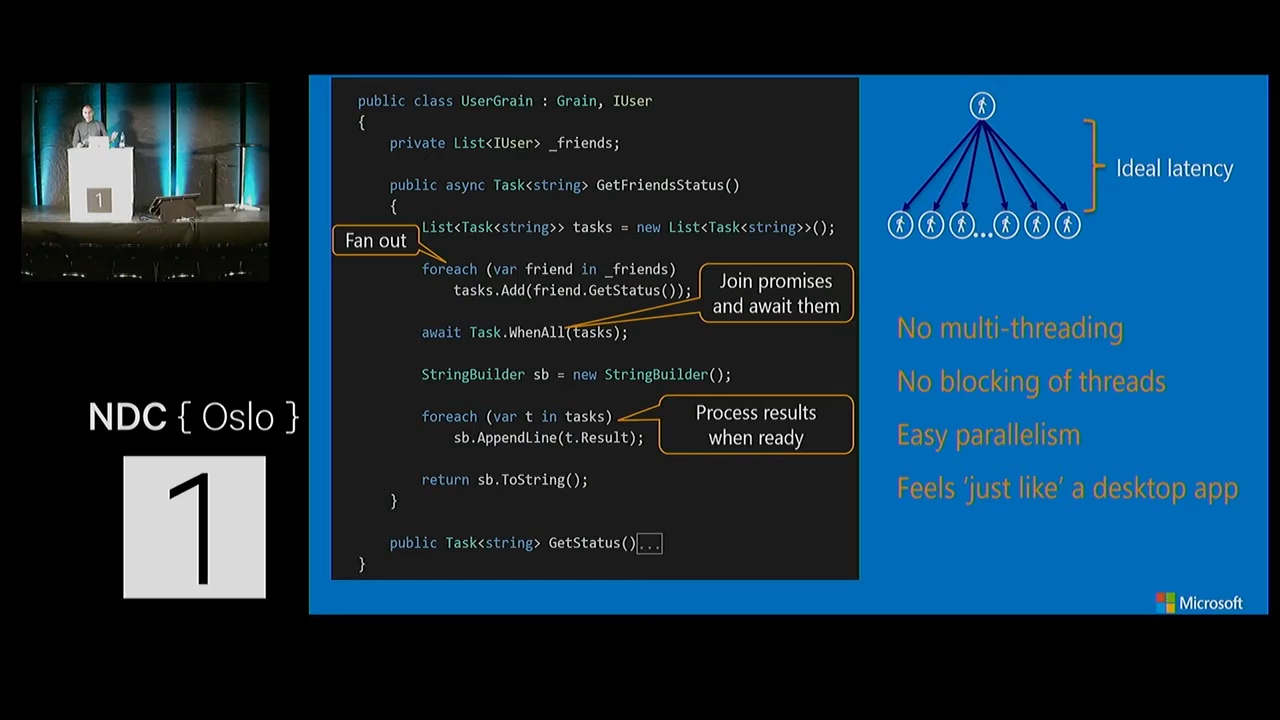 public class UserGrain : Grain, IUser
{
private List<IUser> _friends;
public async Task<string> GetFriendsStatus()
{
List<Task<string>> tasks = new List<Task<string>>();
Fan out
foreach (var friend in _friends)
tasks.Add(friend.GetStatus());
Join promises
and await them
await Task.WhenAll(tasks);
StringBuilder sb = new StringBuilder();
foreach (var t in tasks)
sb.AppendLine(t.Result);
Process results
when ready
return sb.ToString();
}
public Task<string> GetStatus()...
}
Ideal latency
...
No multi-threading
No blocking of threads
Easy parallelism
Feels ‘just like’ a desktop app
Microsoft
1
NDC { Oslo }
1